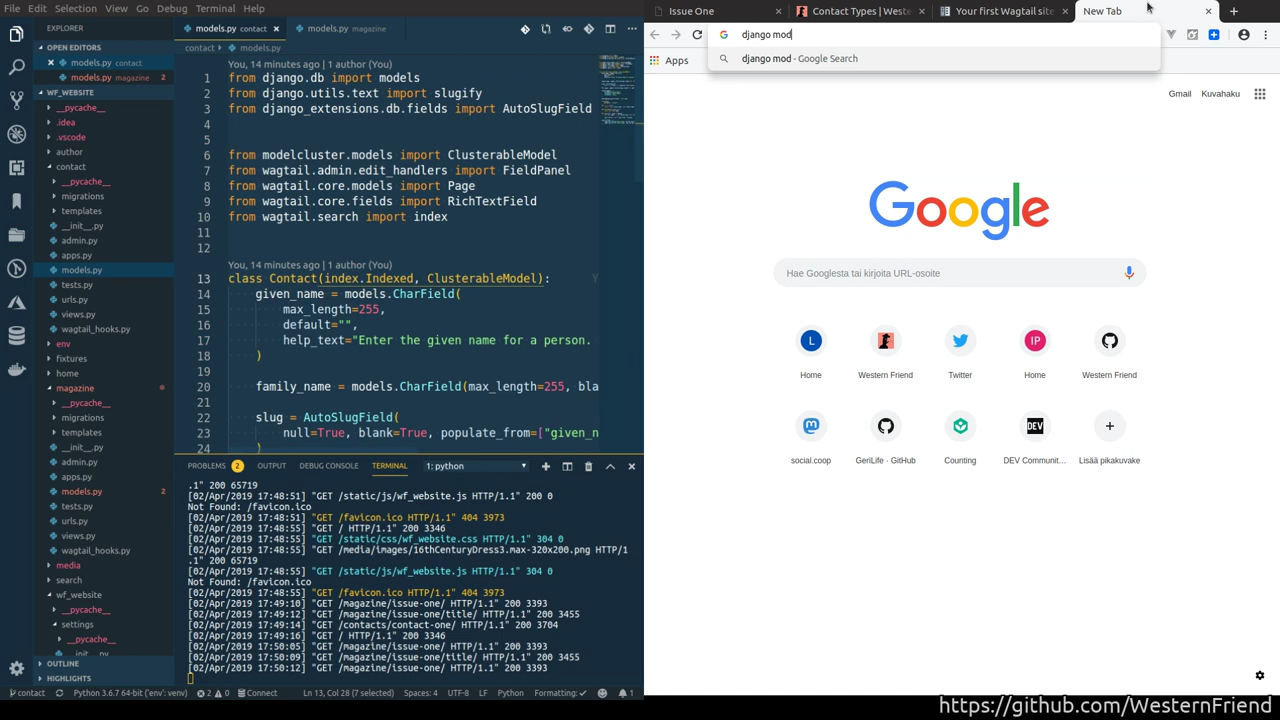 File Edit Selection View Go Debug Terminal Help
EXPLORER
OPEN EDITORS
models.py contact
models.py magazine
WF_WEBSITE
__pycache__
.idea
.vscode
author
contact
__pycache__
migrations
templates
__init__.py
admin.py
apps.py
models.py
tests.py
urls.py
views.py
wagtail_hooks.py
env
fixtures
home
magazine
__pycache__
migrations
templates
__init__.py
admin.py
apps.py
models.py 2
tests.py
urls.py
views.py
wagtail_hooks.py
media
search
wf_website
__pycache__
settings
__pycache__
__init__.py
OUTLINE
HIGHLIGHTS
models.py contact
models.py magazine
contact models.py
You, 14 minutes ago | 1 author (You)
1 from django.db import models
2 from django.utils.text import slugify
3 from django_extensions.db.fields import AutoSlugField
4
5
6 from modelcluster.models import ClusterableModel
7 from wagtail.admin.edit_handlers import FieldPanel
8 from wagtail.core.models import Page
9 from wagtail.core.fields import RichTextField
10 from wagtail.search import index
11
12
You, 14 minutes ago | 1 author (You)
13 class Contact(index.Indexed, ClusterableModel): Y
14 given_name = models.CharField(
15 max_length=255,
16 default="",
17 help_text="Enter the given name for a person.
18 )
19
20 family_name = models.CharField(max_length=255, bla
21
22 slug = AutoSlugField(
23 null=True, blank=True, populate_from=["given_n
24 )
PROBLEMS 2 OUTPUT DEBUG CONSOLE TERMINAL 1: python
.1" 200 65719
[02/Apr/2019 17:48:51] "GET /static/js/wf_website.js HTTP/1.1" 200 0
Not Found: /favicon.ico
[02/Apr/2019 17:48:51] "GET /favicon.ico HTTP/1.1" 404 3973
[02/Apr/2019 17:48:55] "GET / HTTP/1.1" 200 3346
[02/Apr/2019 17:48:55] "GET /static/css/wf_website.css HTTP/1.1" 304 0
[02/Apr/2019 17:48:55] "GET /media/images/16thCenturyDress3.max-320x200.png HTTP/1
.1" 200 65719
[02/Apr/2019 17:48:55] "GET /static/js/wf_website.js HTTP/1.1" 304 0
Not Found: /favicon.ico
[02/Apr/2019 17:48:55] "GET /favicon.ico HTTP/1.1" 404 3973
[02/Apr/2019 17:49:10] "GET /magazine/issue-one/ HTTP/1.1" 200 3393
[02/Apr/2019 17:49:12] "GET /magazine/issue-one/title/ HTTP/1.1" 200 3455
[02/Apr/2019 17:49:14] "GET /contacts/contact-one/ HTTP/1.1" 200 3704
[02/Apr/2019 17:49:16] "GET / HTTP/1.1" 200 3346
[02/Apr/2019 17:50:05] "GET /magazine/issue-one/ HTTP/1.1" 200 3393
[02/Apr/2019 17:50:09] "GET /magazine/issue-one/title/ HTTP/1.1" 200 3455
[02/Apr/2019 17:50:12] "GET /magazine/issue-one/ HTTP/1.1" 200 3393
contact Python 3.6.7 64-bit ('env': venv) 2 0 Connect Ln 13, Col 28 (7 selected) Spaces: 4 UTF-8 LF Python Formatting: ✓ 1
Issue One
Contact Types | Weste
Your first Wagtail site
New Tab
django mod
django mod - Google Search
Apps
Gmail Kuvahaku
Google
Hae Googlesta tai kirjoita URL-osoite
L IP
Home Western Friend Twitter Home Western Friend
DEV
social.coop GeriLife · GitHub Counting DEV Communit... Lisää pikakuvake
https://github.com/WesternFriend